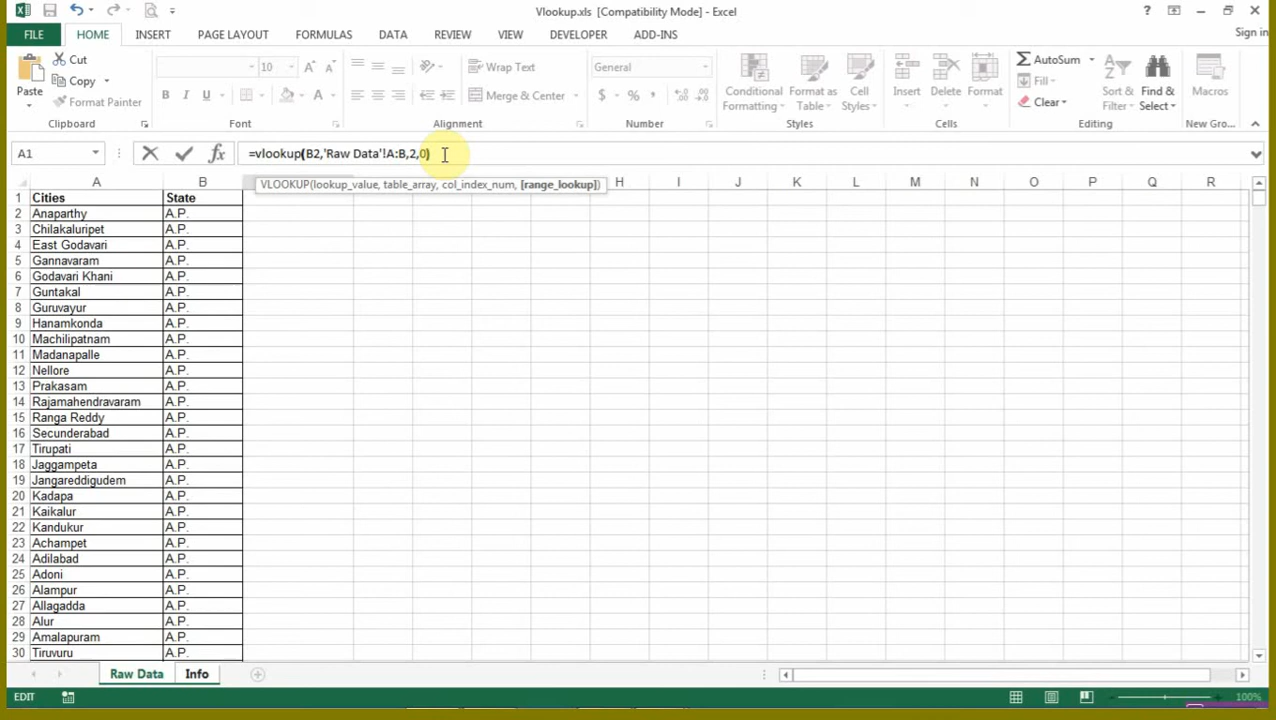 Vlookup.xls [Compatibility Mode] - Excel
?
Sign in
FILE HOME INSERT PAGE LAYOUT FORMULAS DATA REVIEW VIEW DEVELOPER ADD-INS
Paste
Cut
Copy
Format Painter
Clipboard
10
B I U
Font
Wrap Text
Merge & Center
Alignment
General
$ % ,
Number
Conditional Formatting
Format as Table
Cell Styles
Styles
Insert
Delete
Format
Cells
AutoSum
Fill
Clear
Sort & Filter
Find & Select
Editing
Macros
A1
fx
=vlookup(B2,'Raw Data'!A:B,2,0)
VLOOKUP(lookup_value, table_array, col_index_num, [range_lookup])
A B H I J K L M N O P Q R
1 Cities State
2 Anaparthy A.P.
3 Chilakaluripet A.P.
4 East Godavari A.P.
5 Gannavaram A.P.
6 Godavari Khani A.P.
7 Guntakal A.P.
8 Guruvayur A.P.
9 Hanamkonda A.P.
10 Machilipatnam A.P.
11 Madanapalle A.P.
12 Nellore A.P.
13 Prakasam A.P.
14 Rajamahendravaram A.P.
15 Ranga Reddy A.P.
16 Secunderabad A.P.
17 Tirupati A.P.
18 Jaggampeta A.P.
19 Jangareddigudem A.P.
20 Kadapa A.P.
21 Kaikalur A.P.
22 Kandukur A.P.
23 Achampet A.P.
24 Adilabad A.P.
25 Adoni A.P.
26 Alampur A.P.
27 Allagadda A.P.
28 Alur A.P.
29 Amalapuram A.P.
30 Tiruvuru A.P.
Raw Data Info
EDIT
100%